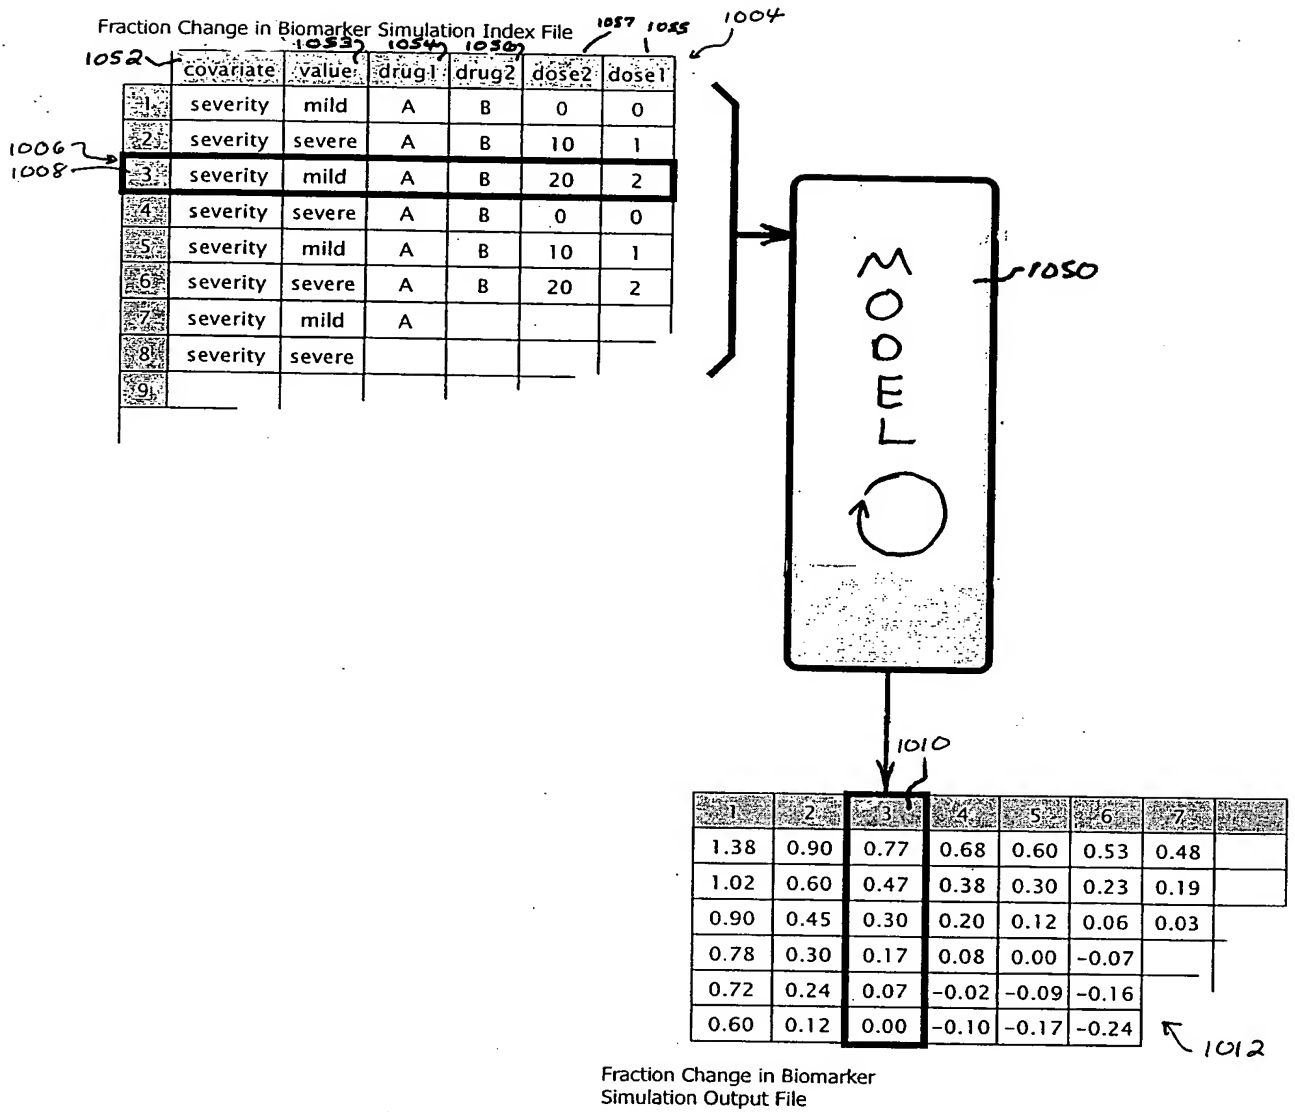 Fraction Change in Biomarker Simulation Index File
1057 1055 1004
1052 1053 1054 1056
covariate value drug1 drug2 dose2 dose1
1 severity mild A B 0 0
2 severity severe A B 10 1
1006
1008
3 severity mild A B 20 2
4 severity severe A B 0 0
5 severity mild A B 10 1
6 severity severe A B 20 2
7 severity mild A
8 severity severe
9
MODEL
1050
1010
1 2 3 4 5 6 7
1.38 0.90 0.77 0.68 0.60 0.53 0.48
1.02 0.60 0.47 0.38 0.30 0.23 0.19
0.90 0.45 0.30 0.20 0.12 0.06 0.03
0.78 0.30 0.17 0.08 0.00 −0.07
0.72 0.24 0.07 −0.02 −0.09 −0.16
0.60 0.12 0.00 −0.10 −0.17 −0.24
1012
Fraction Change in Biomarker
Simulation Output File